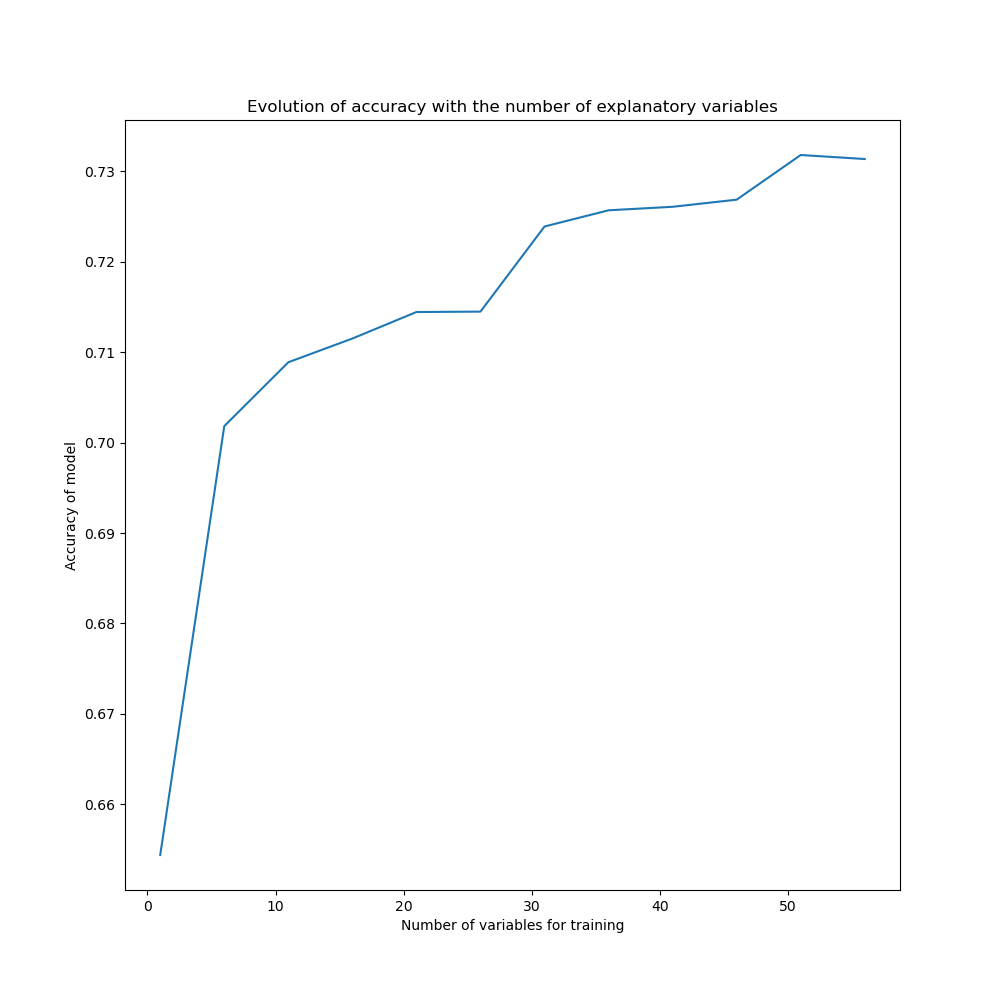 Evolution of accuracy with the number of explanatory variables
0.73
0.72
0.71
0.70
0.69
0.68
0.67
0.66
Accuracy of model
0 10 20 30 40 50
Number of variables for training